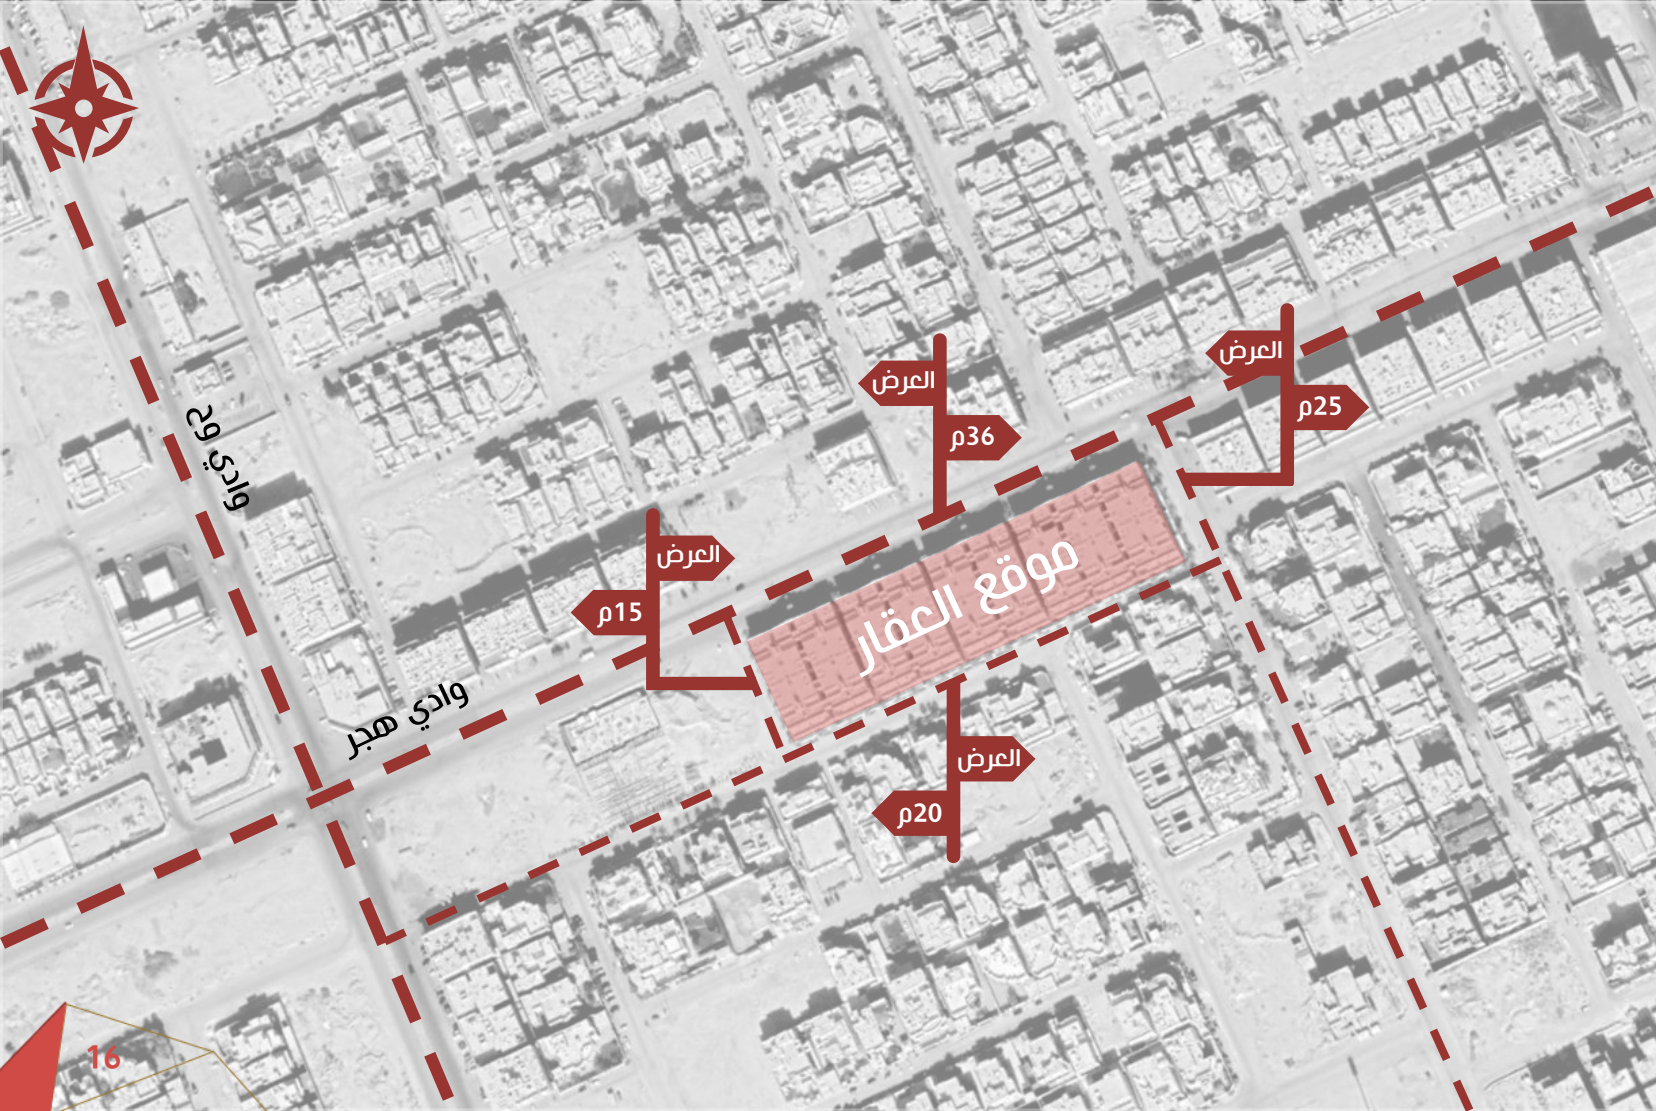 العرض
25م
العرض
36م
وادي وج
العرض
15م
موقع العقار
وادي هجر
العرض
20م
16